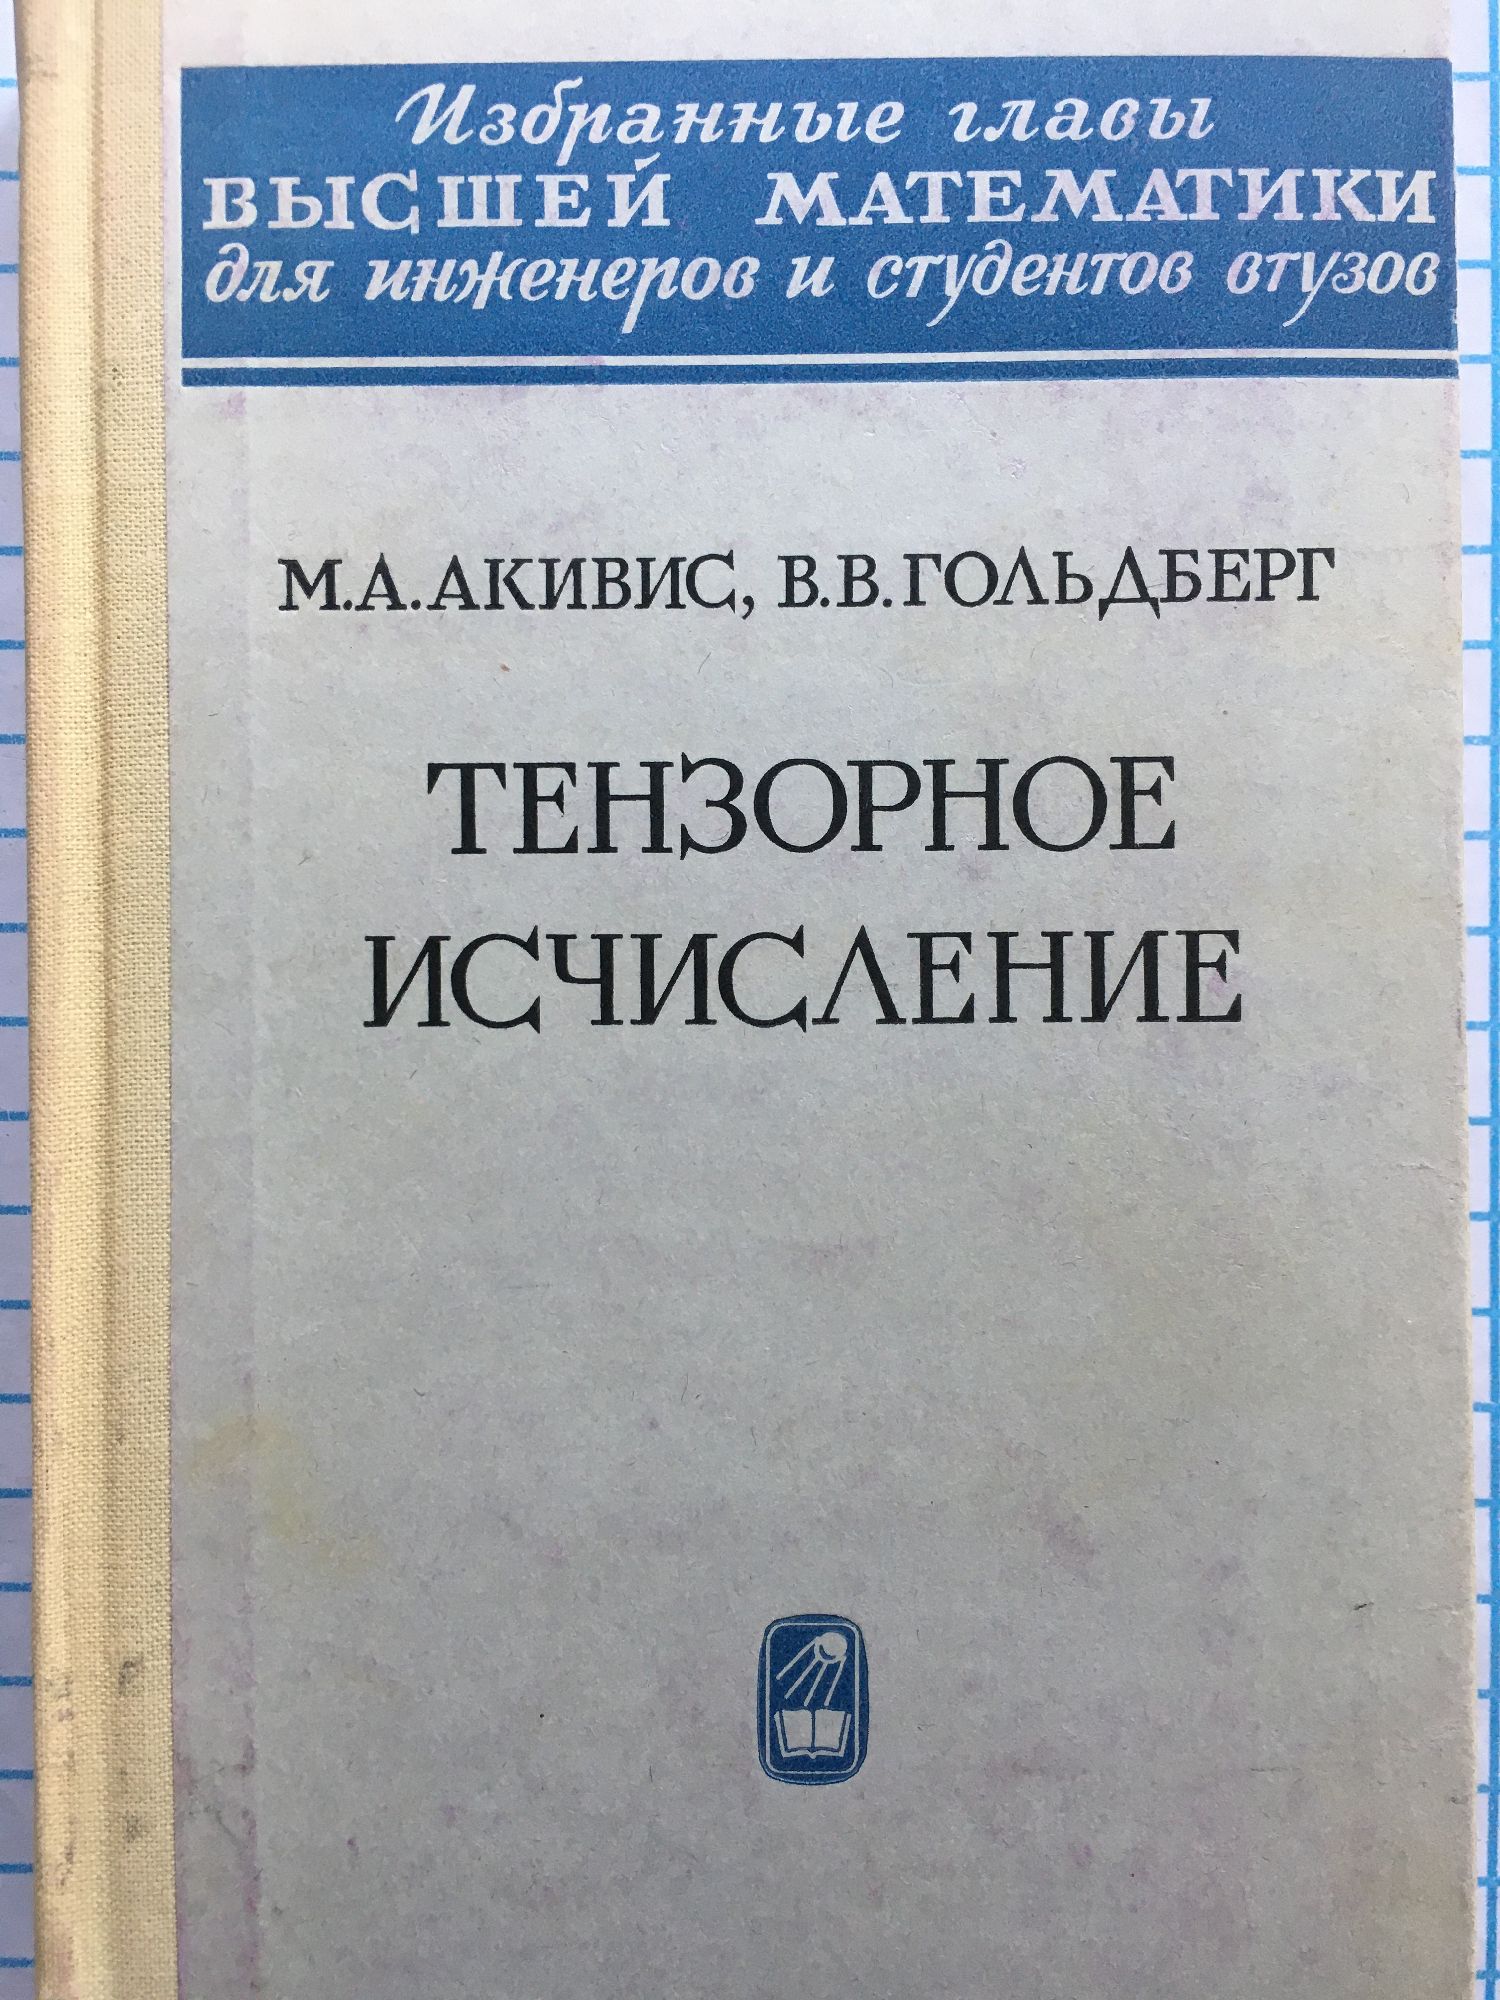 Избранные главы
ВЫСШЕЙ МАТЕМАТИКИ
для инженеров и студентов втузов
М.А.АКИВИС, В.В.ГОЛЬДБЕРГ
ТЕНЗОРНОЕ
ИСЧИСЛЕНИЕ